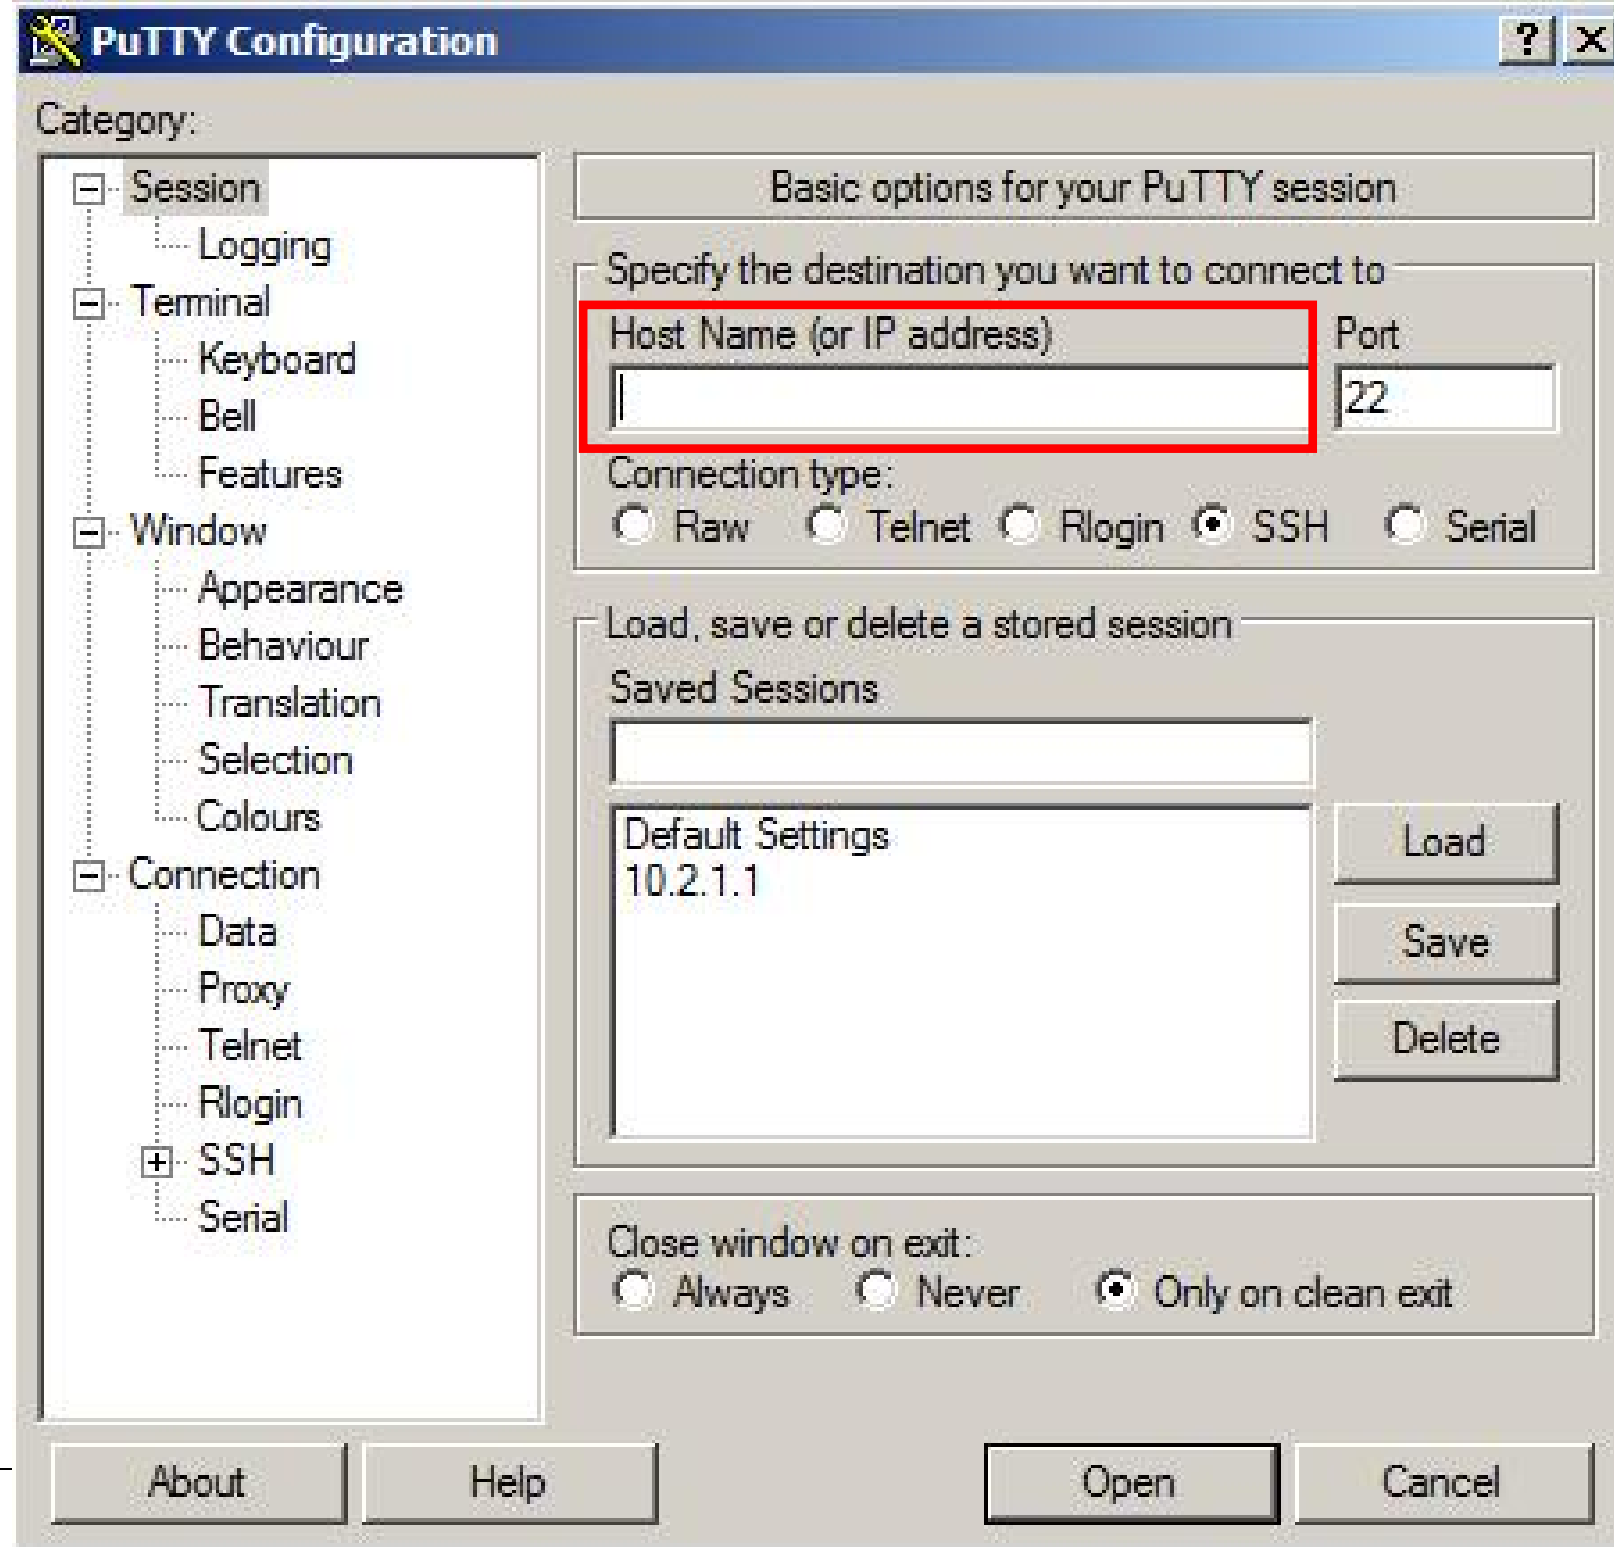 PuTTY Configuration
Category:
Session
Logging
Terminal
Keyboard
Bell
Features
Window
Appearance
Behaviour
Translation
Selection
Colours
Connection
Data
Proxy
Telnet
Rlogin
SSH
Serial
Basic options for your PuTTY session
Specify the destination you want to connect to
Host Name (or IP address) Port
22
Connection type:
Raw Telnet Rlogin SSH Serial
Load, save or delete a stored session
Saved Sessions
Default Settings
10.2.1.1
Load
Save
Delete
Close window on exit:
Always Never Only on clean exit
About Help Open Cancel